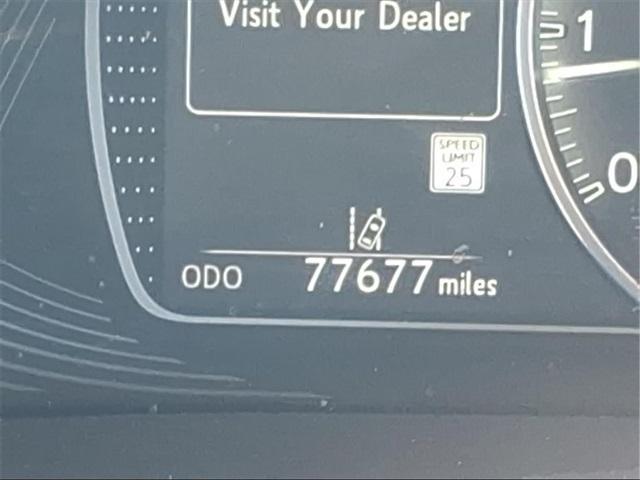 Visit Your Dealer
1
SPEED
LIMIT
25
0
ODO 77677 miles